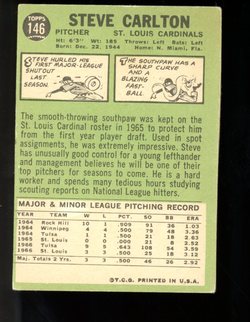 TOPPS
146
STEVE CARLTON
PITCHER ST. LOUIS CARDINALS
Ht: 6'3" Wt: 185 Throws: Left Bats: Left
Born: Dec. 22, 1944 Home: N. Miami, Fla.
STEVE HURLED HIS
FIRST MAJOR-LEAGUE
SHUTOUT
LAST
SEASON.
THE SOUTHPAW HAS
A SHARP
CURVE
AND A
BLAZING
FAST-
BALL.
The smooth-throwing southpaw was kept on
the St. Louis Cardinal roster in 1965 to protect him
from the first year player draft. Used in spot
assignments, he was extremely impressive. Steve
has unusually good control for a young lefthander
and management believes he will be one of their
top pitchers for seasons to come. He is a hard
worker and spends many tedious hours studying
scouting reports on National League hitters.
MAJOR & MINOR LEAGUE PITCHING RECORD
YEAR TEAM W L PCT. SO BB ERA
1964 Rock Hill 10 1 .909 91 36 1.03
1964 Winnipeg 4 4 .500 79 48 3.36
1964 Tulsa 1 1 .500 21 18 2.63
1965 St. Louis 0 0 .000 21 8 2.52
1966 Tulsa 9 5 .643 108 54 3.59
1966 St. Louis 3 3 .500 25 18 3.12
Maj. Totals 2 Yrs. 3 3 .500 46 26 2.92
©T.C.G. PRINTED IN U.S.A.